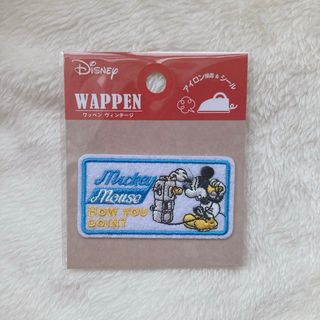 Disney
WAPPEN
ワッペン ヴィンテージ
アイロン接着 & シール
Mickey
Mouse
HOW YOU
DOIN?